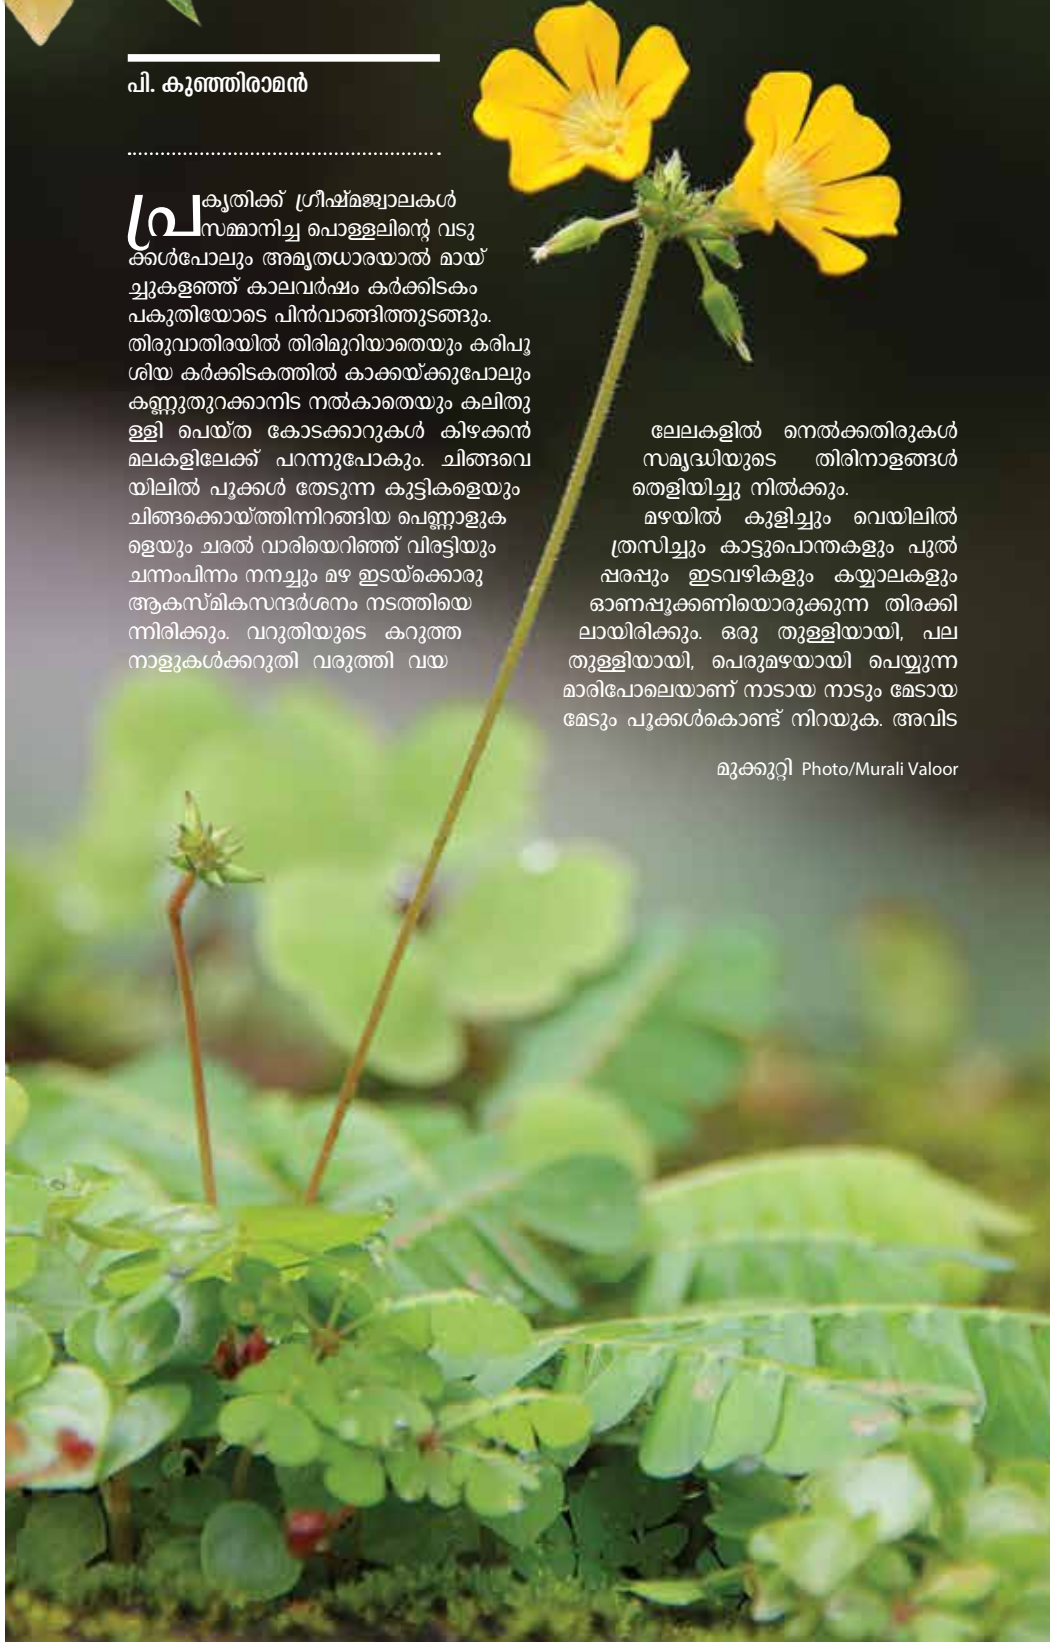 പി. കുഞ്ഞിരാമൻ
പ്രകൃതിക്ക് ഗ്രീഷ്മജ്വാലകൾ
സമ്മാനിച്ച പൊള്ളലിന്റെ വടു
ക്കൾപോലും അമൃതധാരയാൽ മായ്
ച്ചുകളഞ്ഞ് കാലവർഷം കർക്കിടകം
പകുതിയോടെ പിൻവാങ്ങിത്തുടങ്ങും.
തിരുവാതിരയിൽ തിരിമുറിയാതെയും കരിപൂ
ശിയ കർക്കിടകത്തിൽ കാക്കയ്ക്കുപോലും
കണ്ണുതുറക്കാനിട നൽകാതെയും കലിതു
ള്ളി പെയ്ത കോടക്കാറുകൾ കിഴക്കൻ
മലകളിലേക്ക് പറന്നുപോകും. ചിങ്ങവെ
യിലിൽ പൂക്കൾ തേടുന്ന കുട്ടികളെയും
ചിങ്ങക്കൊയ്ത്തിന്നിറങ്ങിയ പെണ്ണാളുക
ളെയും ചരൽ വാരിയെറിഞ്ഞ് വിരട്ടിയും
ചന്നംപിന്നം നനച്ചും മഴ ഇടയ്ക്കൊരു
ആകസ്മികസന്ദർശനം നടത്തിയെ
ന്നിരിക്കും. വറുതിയുടെ കറുത്ത
നാളുകൾക്കറുതി വരുത്തി വയ
ലേലകളിൽ നെൽക്കതിരുകൾ
സമൃദ്ധിയുടെ തിരിനാളങ്ങൾ
തെളിയിച്ചു നിൽക്കും.
മഴയിൽ കുളിച്ചും വെയിലിൽ
ത്രസിച്ചും കാട്ടുപൊന്തകളും പുൽ
പ്പരപ്പും ഇടവഴികളും കയ്യാലകളും
ഓണപ്പൂക്കണിയൊരുക്കുന്ന തിരക്കി
ലായിരിക്കും. ഒരു തുള്ളിയായി, പല
തുള്ളിയായി, പെരുമഴയായി പെയ്യുന്ന
മാരിപോലെയാണ് നാടായ നാടും മേടായ
മേടും പൂക്കൾകൊണ്ട് നിറയുക. അവിട
മുക്കുറ്റി Photo/Murali Valoor